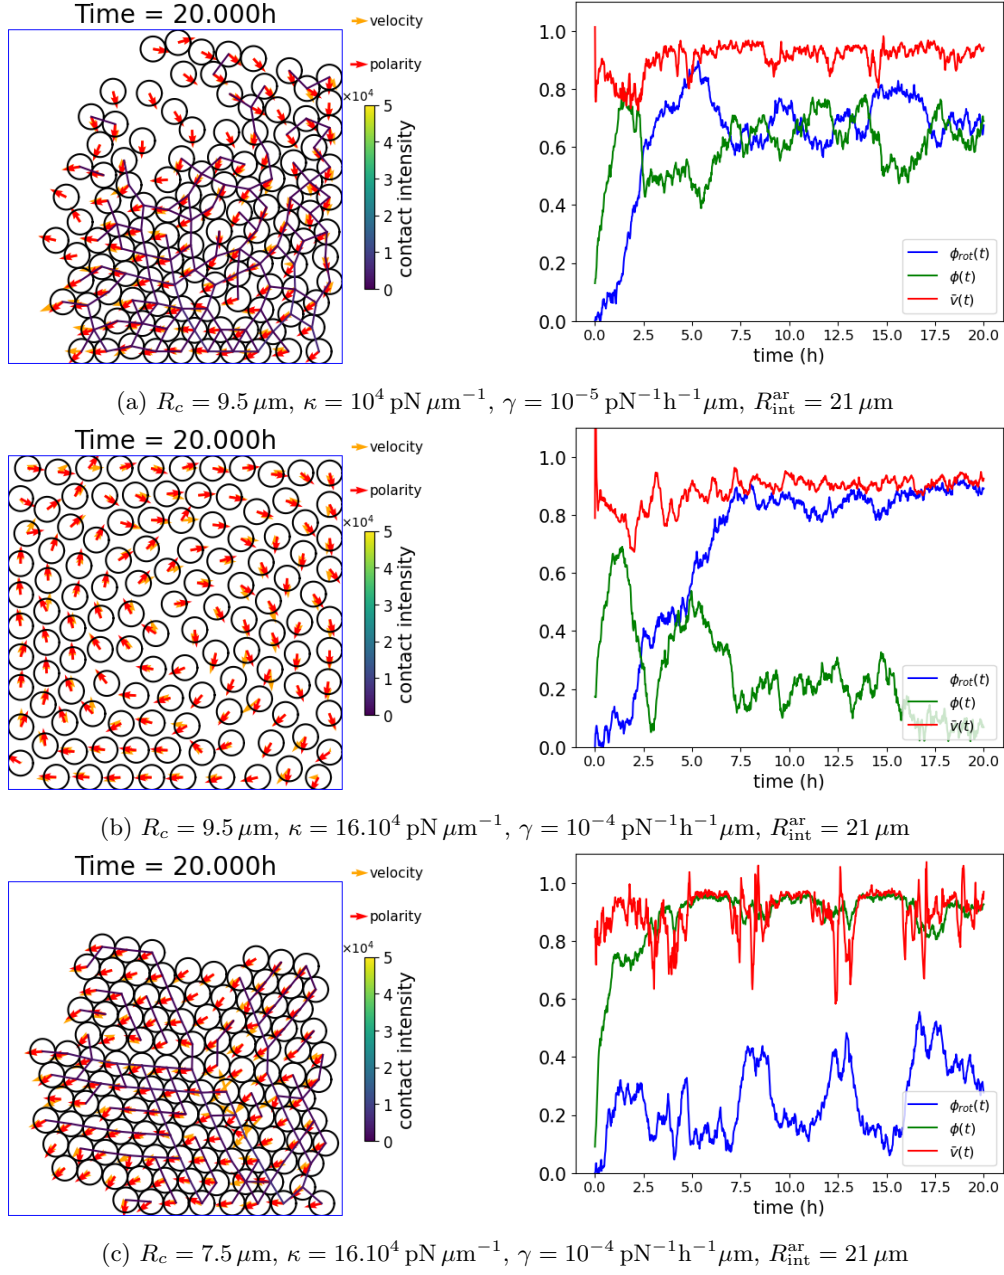 Time = 20.000h
velocity
polarity
×10⁴
5
4
3
2
1
0
contact intensity
1.0
0.8
0.6
0.4
0.2
0.0
ϕrot(t)
ϕ(t)
ṽ(t)
0.0 2.5 5.0 7.5 10.0 12.5 15.0 17.5 20.0
time (h)
(a) R_c = 9.5 μm, κ = 10⁴ pN μm⁻¹, γ = 10⁻⁵ pN⁻¹h⁻¹μm, R_int^ar = 21 μm
Time = 20.000h
velocity
polarity
×10⁴
5
4
3
2
1
0
contact intensity
1.0
0.8
0.6
0.4
0.2
0.0
ϕrot(t)
ϕ(t)
ṽ(t)
0.0 2.5 5.0 7.5 10.0 12.5 15.0 17.5 20.0
time (h)
(b) R_c = 9.5 μm, κ = 16.10⁴ pN μm⁻¹, γ = 10⁻⁴ pN⁻¹h⁻¹μm, R_int^ar = 21 μm
Time = 20.000h
velocity
polarity
×10⁴
5
4
3
2
1
0
contact intensity
1.0
0.8
0.6
0.4
0.2
0.0
ϕrot(t)
ϕ(t)
ṽ(t)
0.0 2.5 5.0 7.5 10.0 12.5 15.0 17.5 20.0
time (h)
(c) R_c = 7.5 μm, κ = 16.10⁴ pN μm⁻¹, γ = 10⁻⁴ pN⁻¹h⁻¹μm, R_int^ar = 21 μm